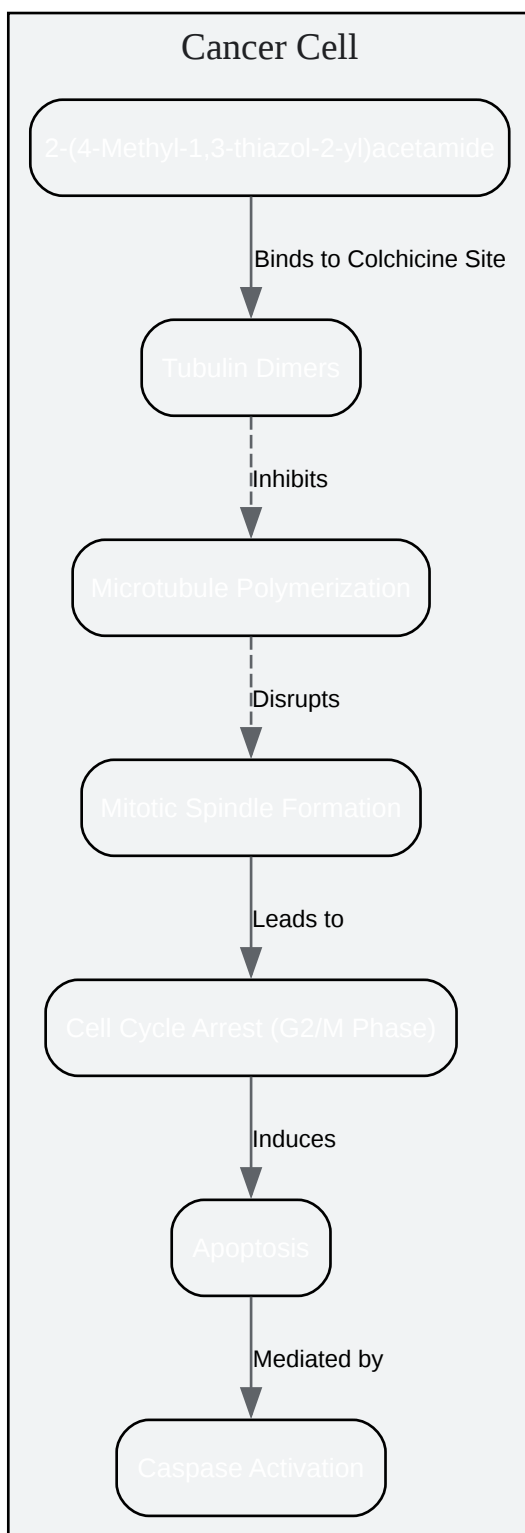 Cancer Cell
2-(4-Methyl-1,3-thiazol-2-yl)acetamide
Binds to Colchicine Site
Tubulin Dimers
Inhibits
Microtubule Polymerization
Disrupts
Mitotic Spindle Formation
Leads to
Cell Cycle Arrest (G2/M Phase)
Induces
Apoptosis
Mediated by
Caspase Activation